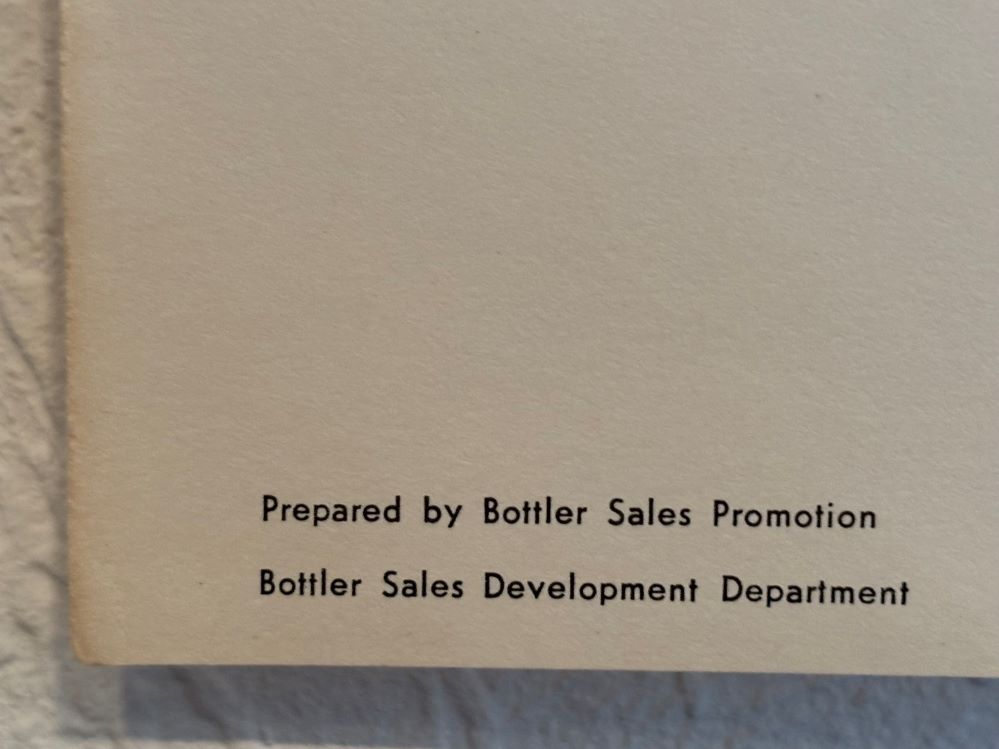 Prepared by Bottler Sales Promotion
Bottler Sales Development Department